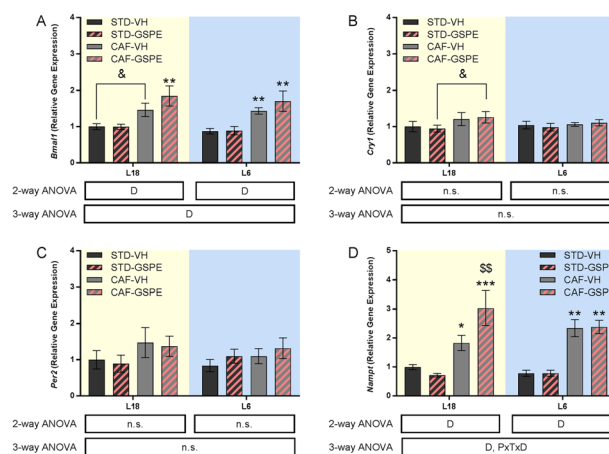 A
STD-VH
STD-GSPE
CAF-VH
CAF-GSPE
Bmal1 (Relative Gene Expression)
4
3
2
1
0
&
**
**
**
L18
L6
2-way ANOVA
D
D
3-way ANOVA
D
B
STD-VH
STD-GSPE
CAF-VH
CAF-GSPE
Cry1 (Relative Gene Expression)
4
3
2
1
0
&
L18
L6
2-way ANOVA
n.s.
n.s.
3-way ANOVA
n.s.
C
STD-VH
STD-GSPE
CAF-VH
CAF-GSPE
Per2 (Relative Gene Expression)
4
3
2
1
0
L18
L6
2-way ANOVA
n.s.
n.s.
3-way ANOVA
n.s.
D
STD-VH
STD-GSPE
CAF-VH
CAF-GSPE
Nampt (Relative Gene Expression)
5
4
3
2
1
0
*
$$
***
**
**
L18
L6
2-way ANOVA
D
D
3-way ANOVA
D, PxTxD